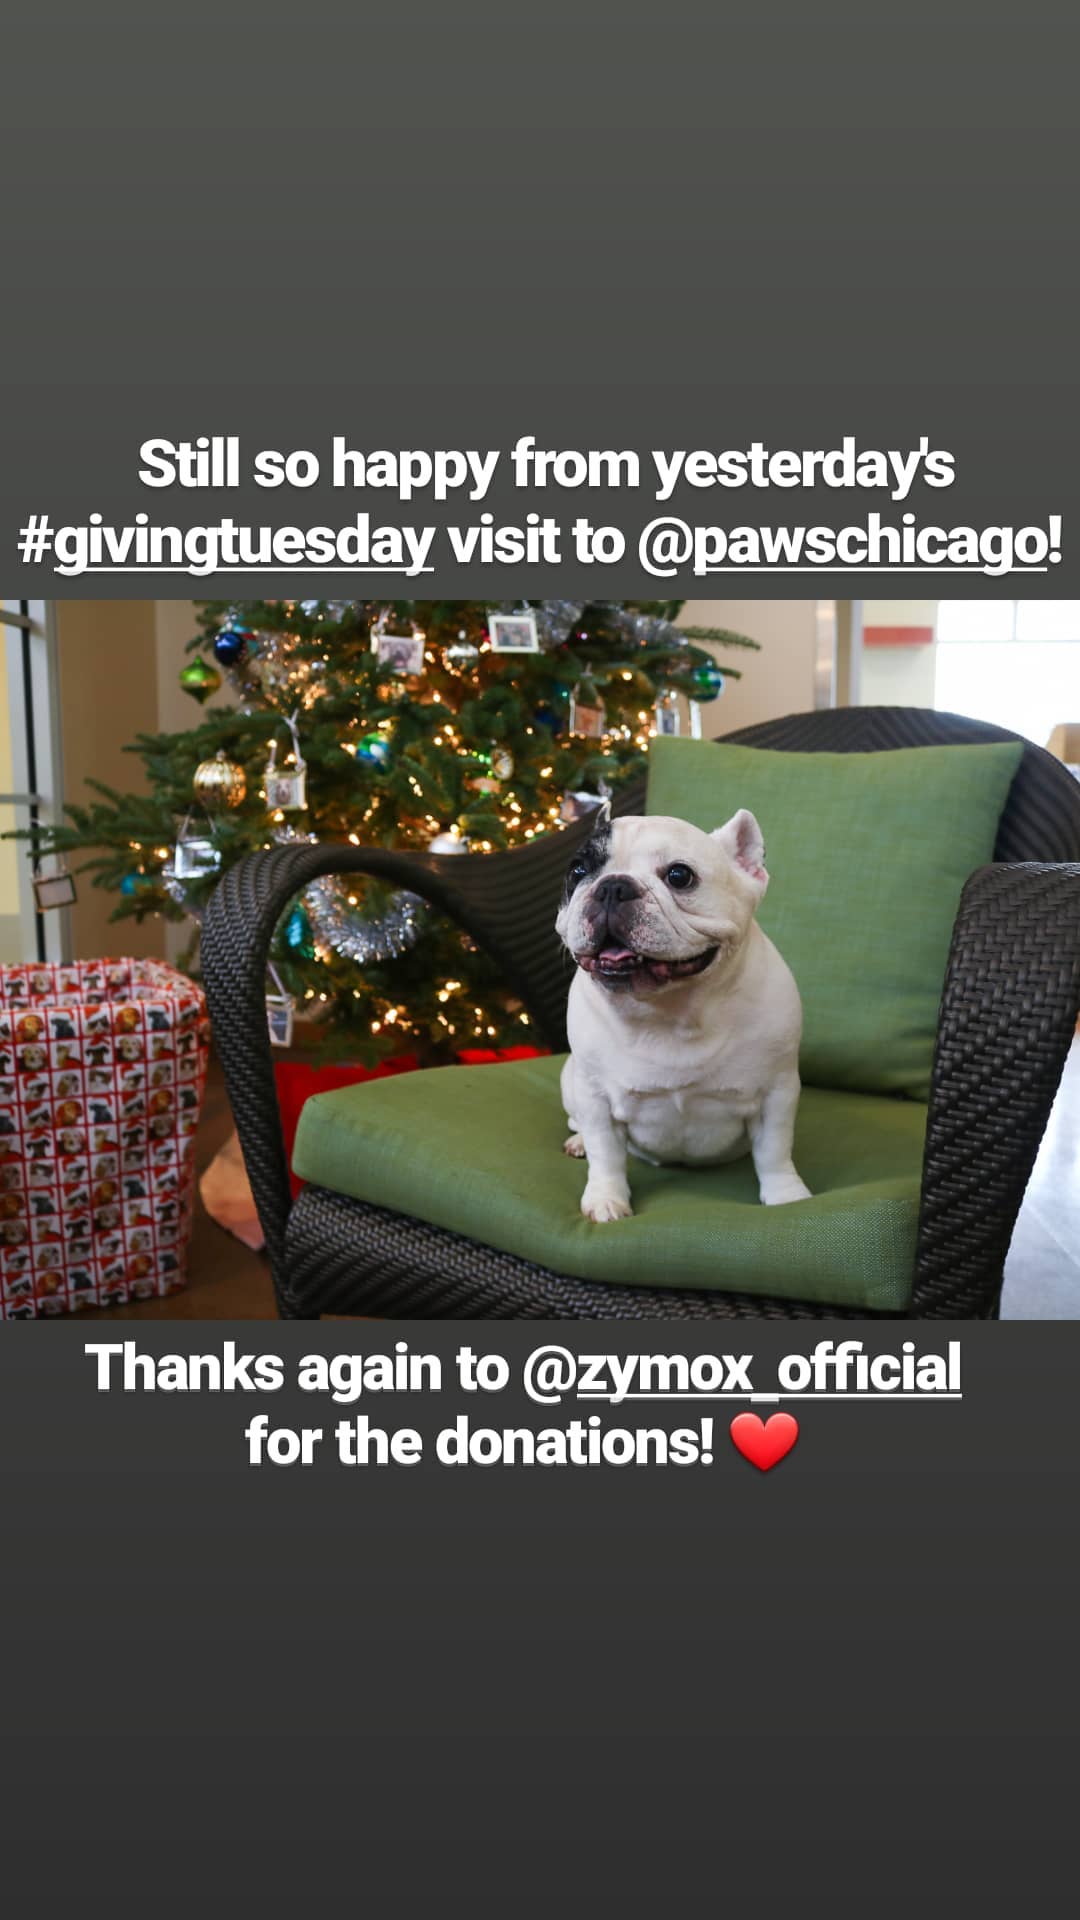 Still so happy from yesterday's
#givingtuesday visit to @pawschicago!
Thanks again to @zymox_official
for the donations! ❤️